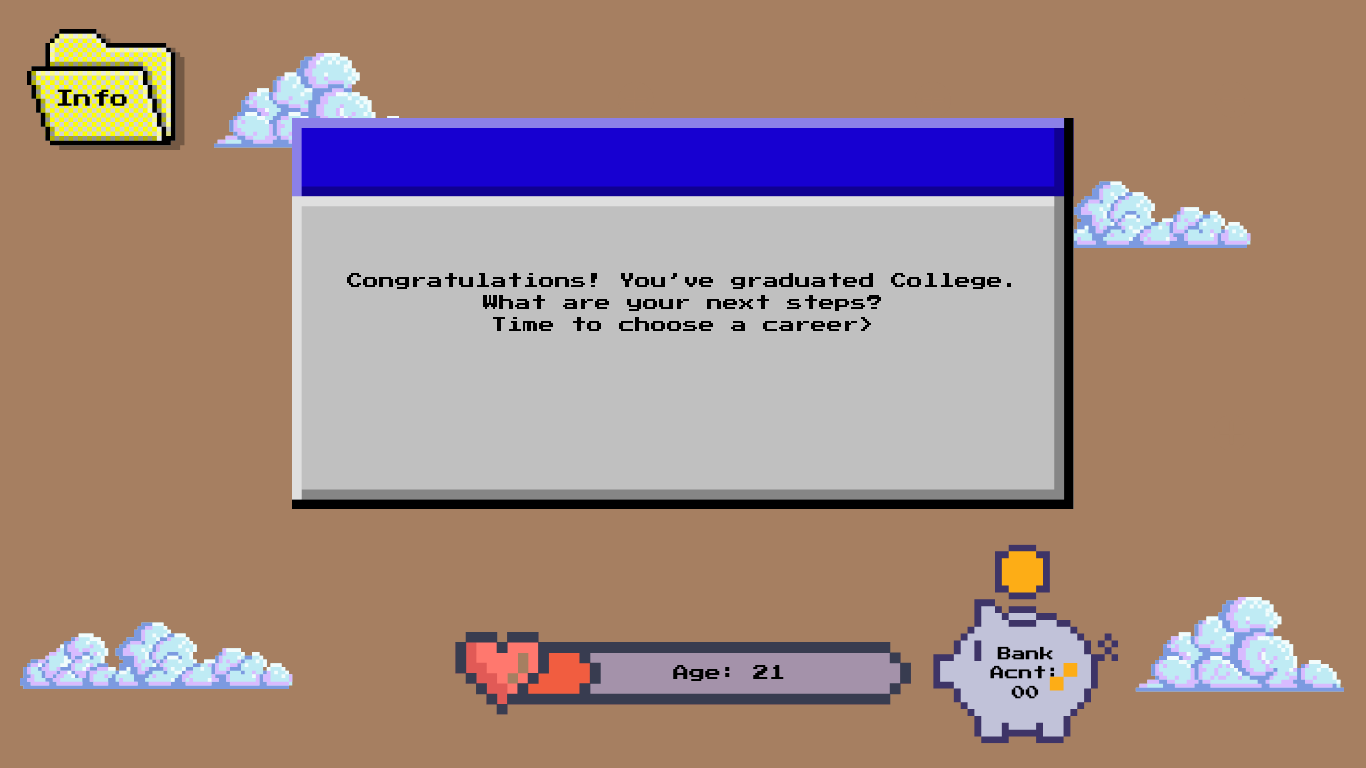 Info
Congratulations! You've graduated College.
What are your next steps?
Time to choose a career>
Age: 21
Bank
Acnt:
00